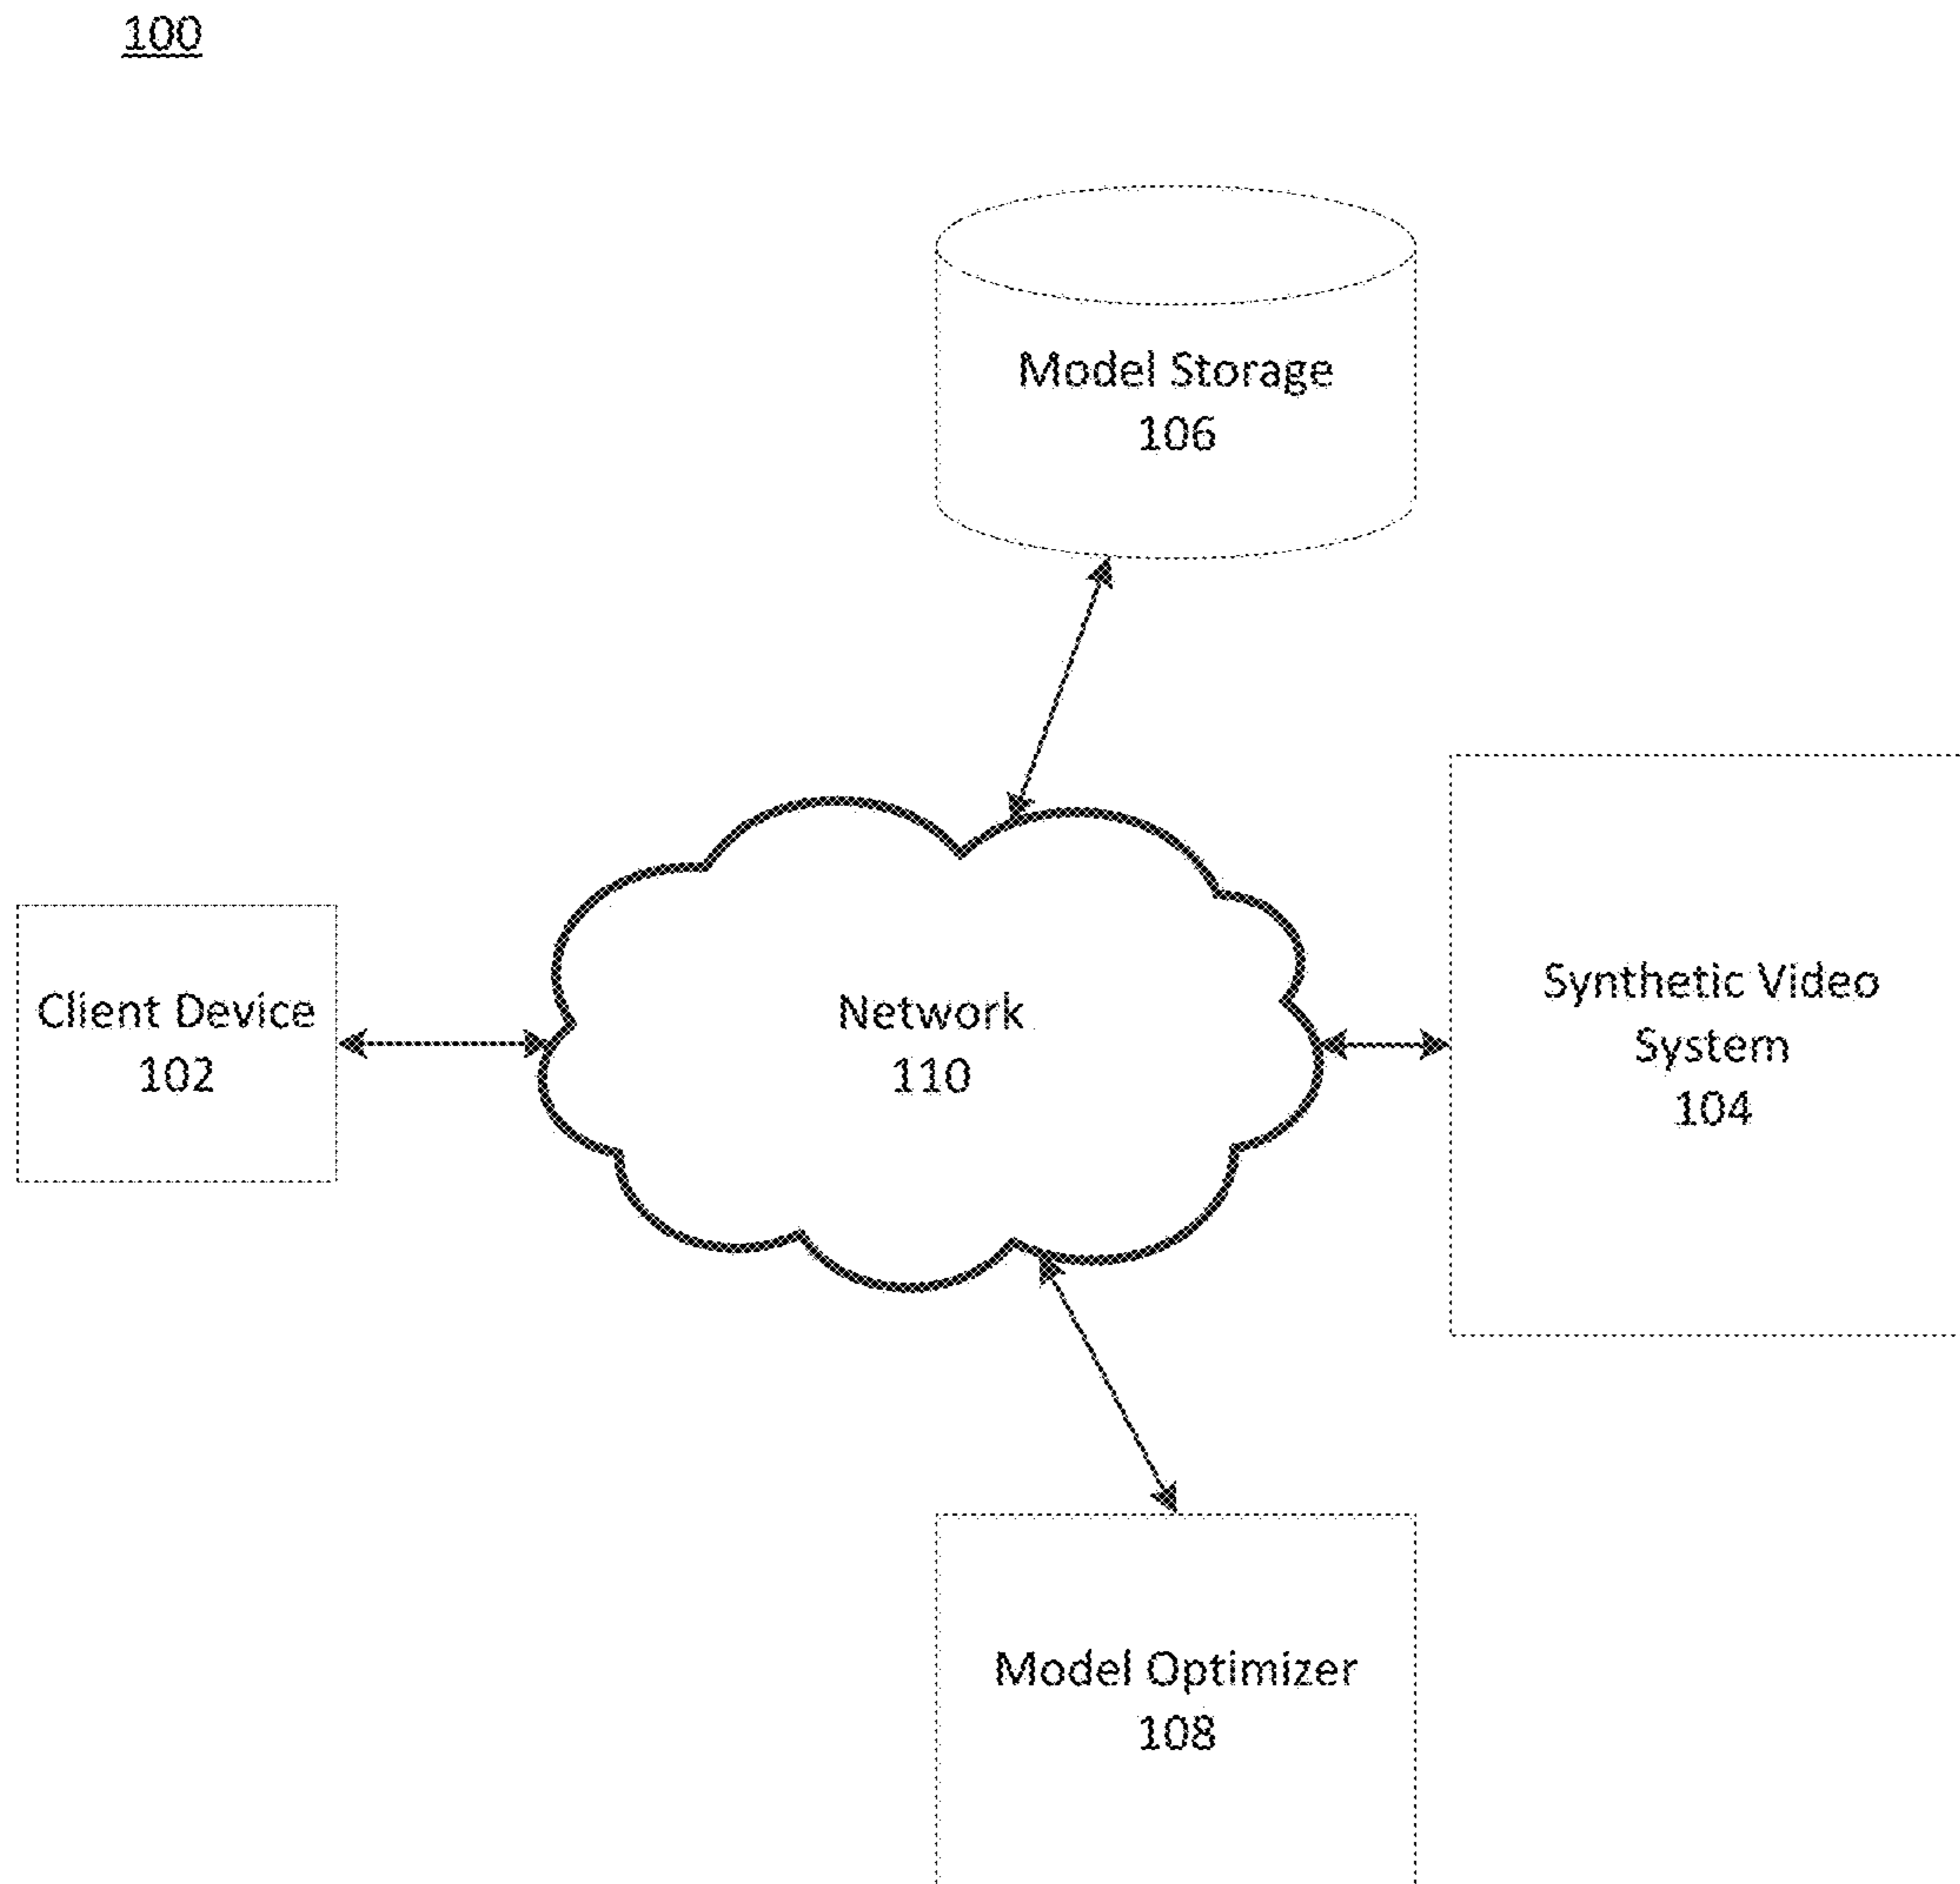 100
Model Storage
106
Client Device
102
Network
110
Synthetic Video
System
104
Model Optimizer
108